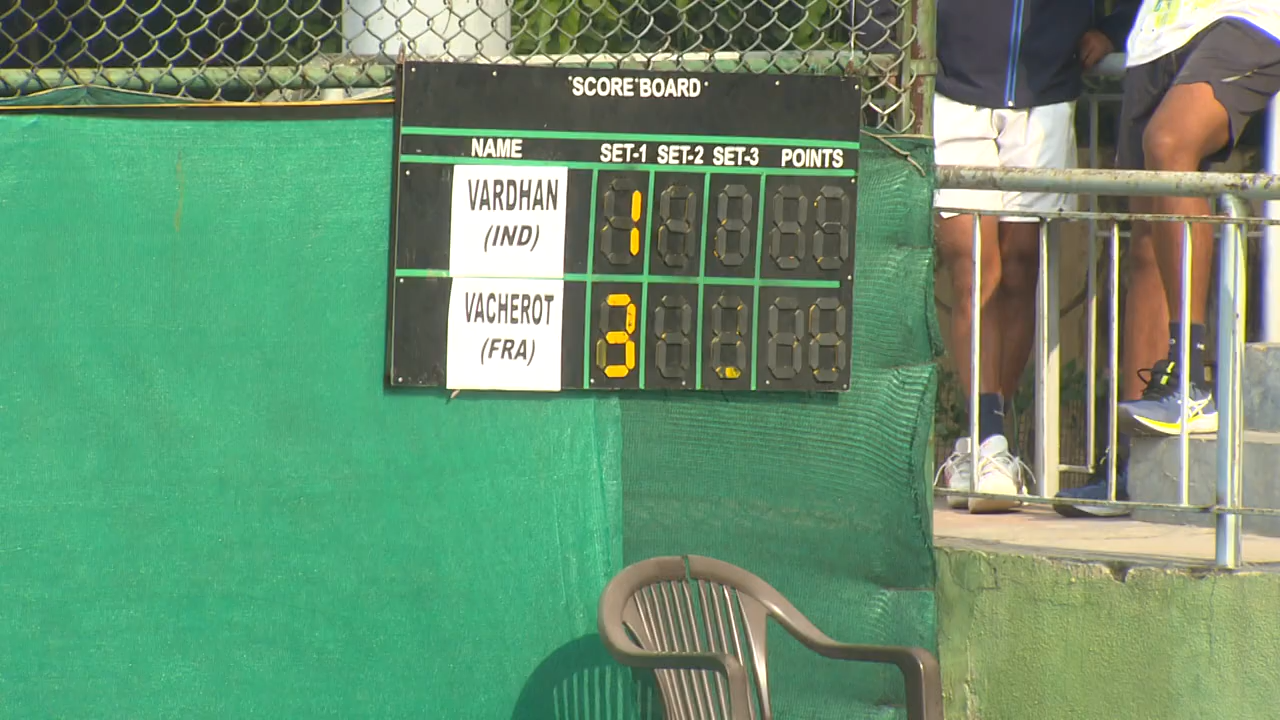 SCORE BOARD
NAME SET-1 SET-2 SET-3 POINTS
VARDHAN
(IND)
1
VACHEROT
(FRA)
3